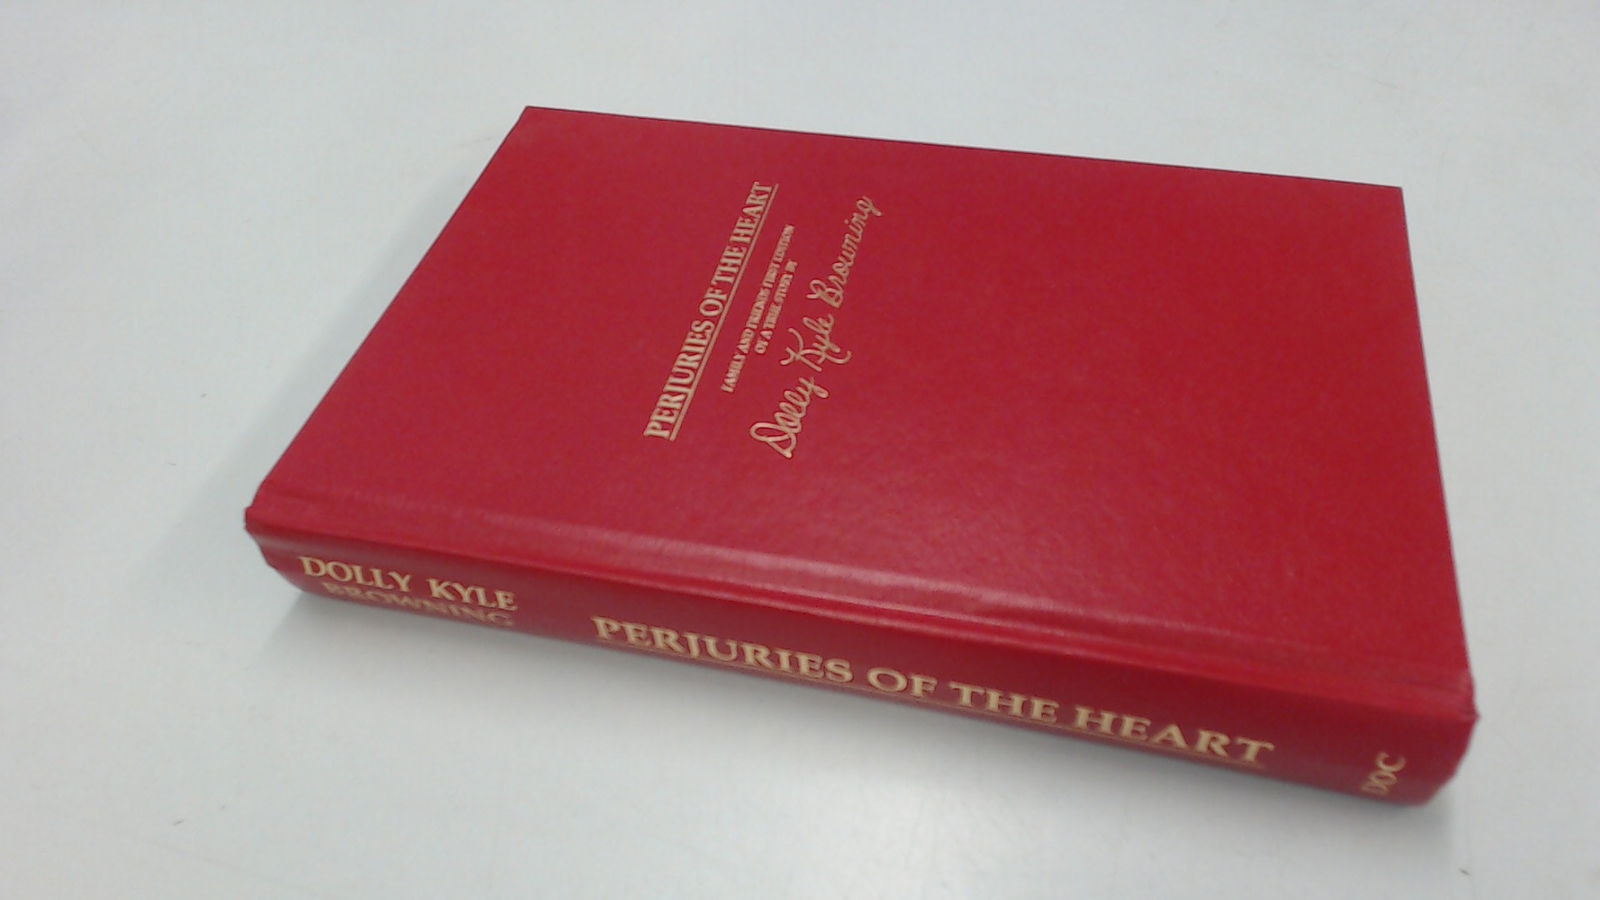 PERJURIES OF THE HEART
FAMILY AND FRIENDS FIRST EDITION
OF A TRUE STORY BY
Dolly Kyle Browning
DOLLY KYLE
BROWNING
PERJURIES OF THE HEART
DOC